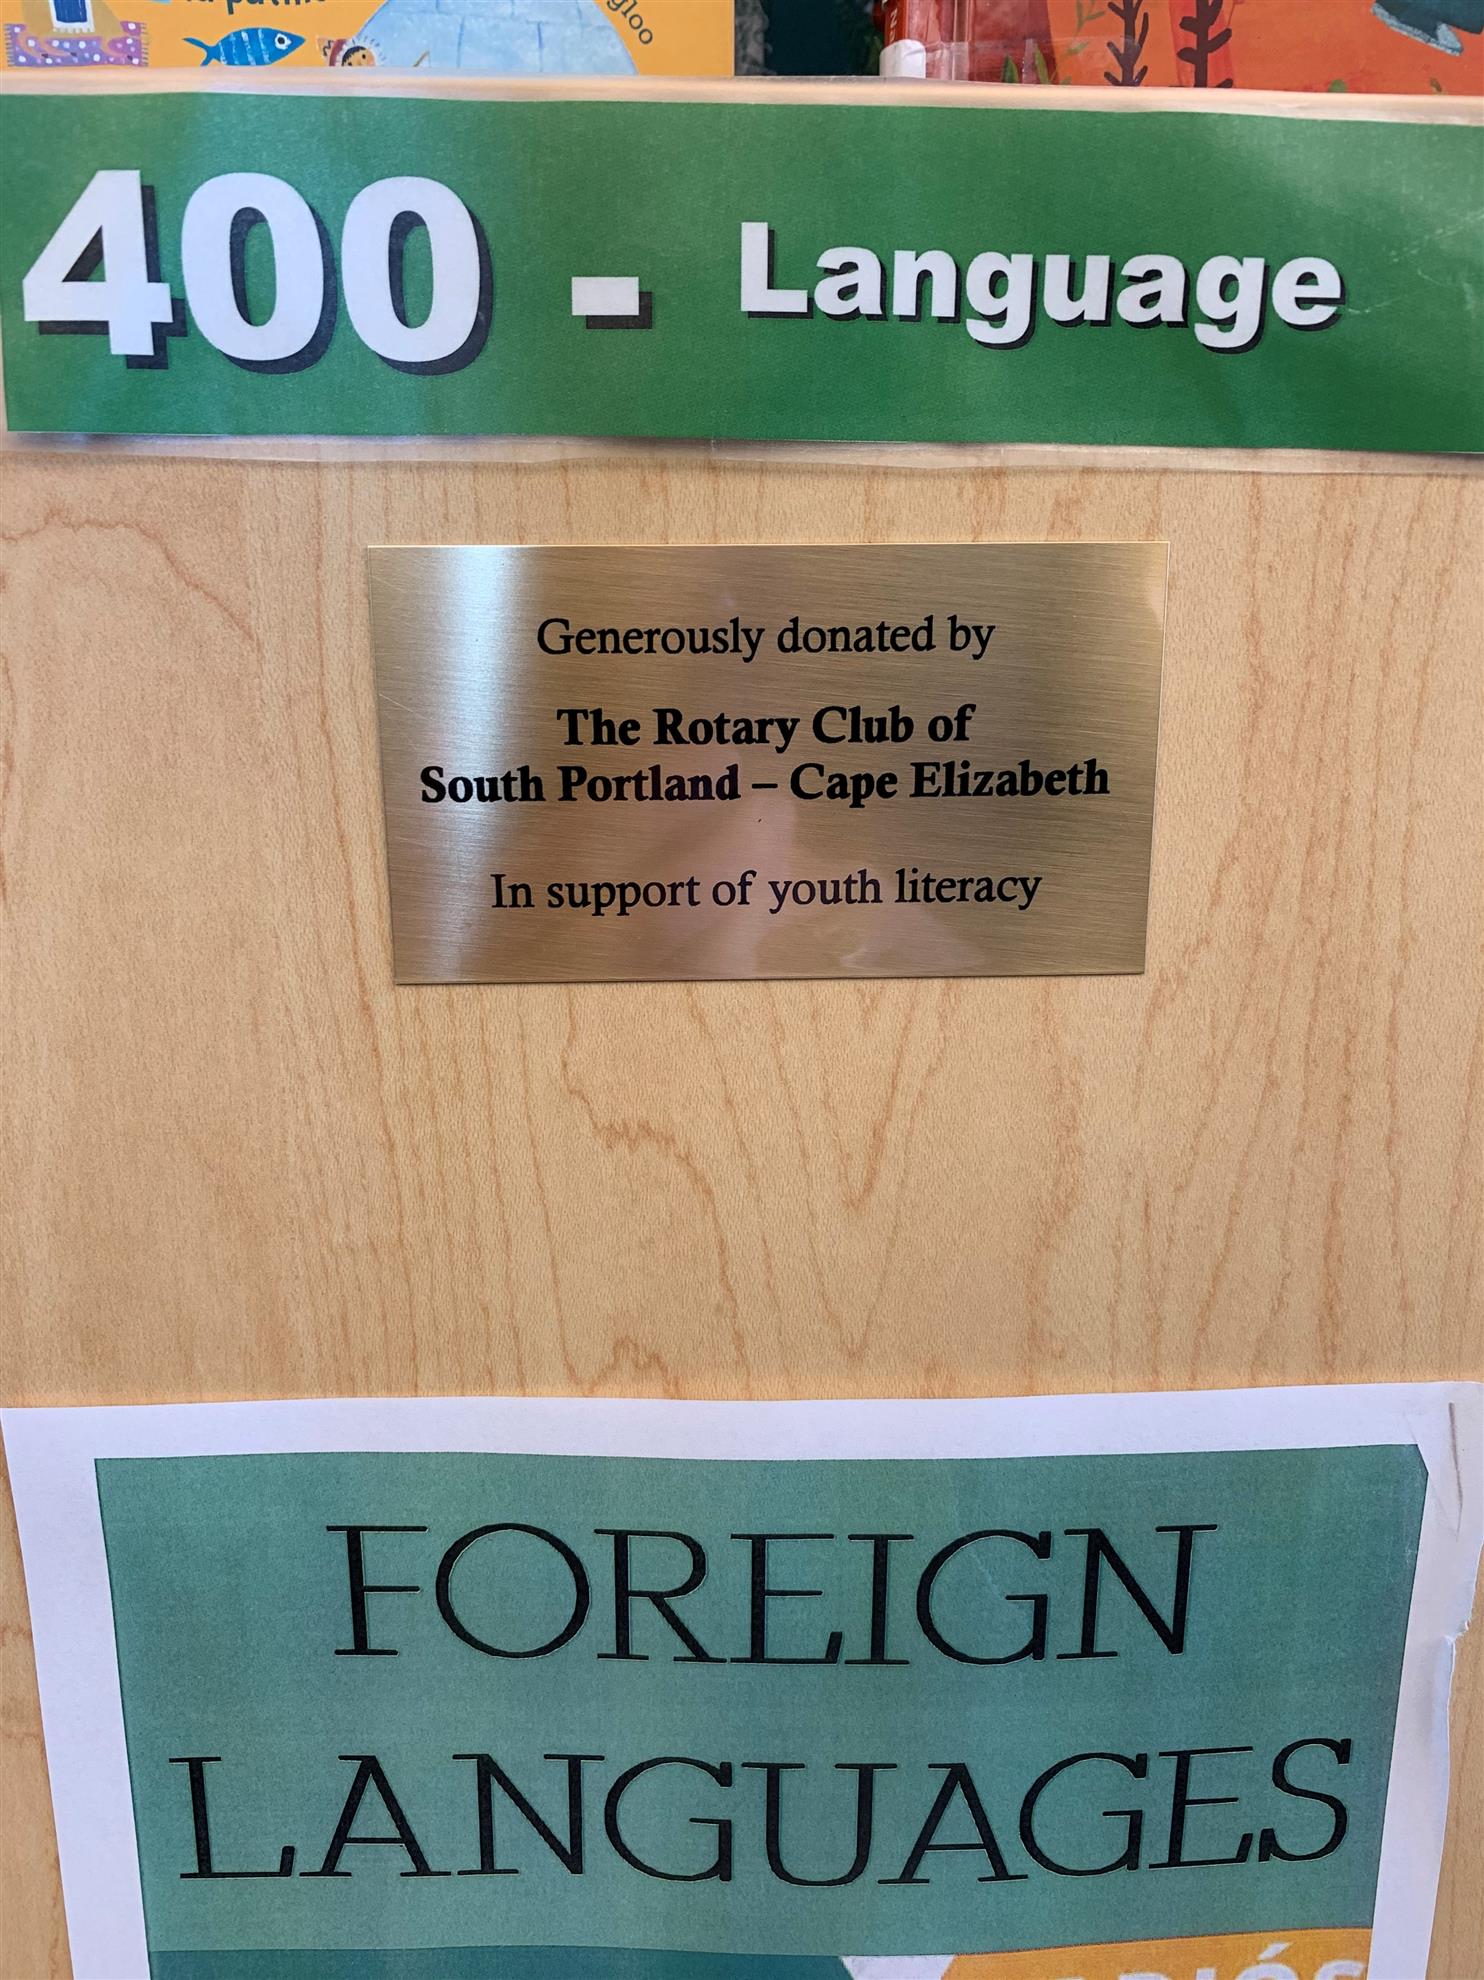 400 - Language
Generously donated by
The Rotary Club of
South Portland – Cape Elizabeth
In support of youth literacy
FOREIGN
LANGUAGES